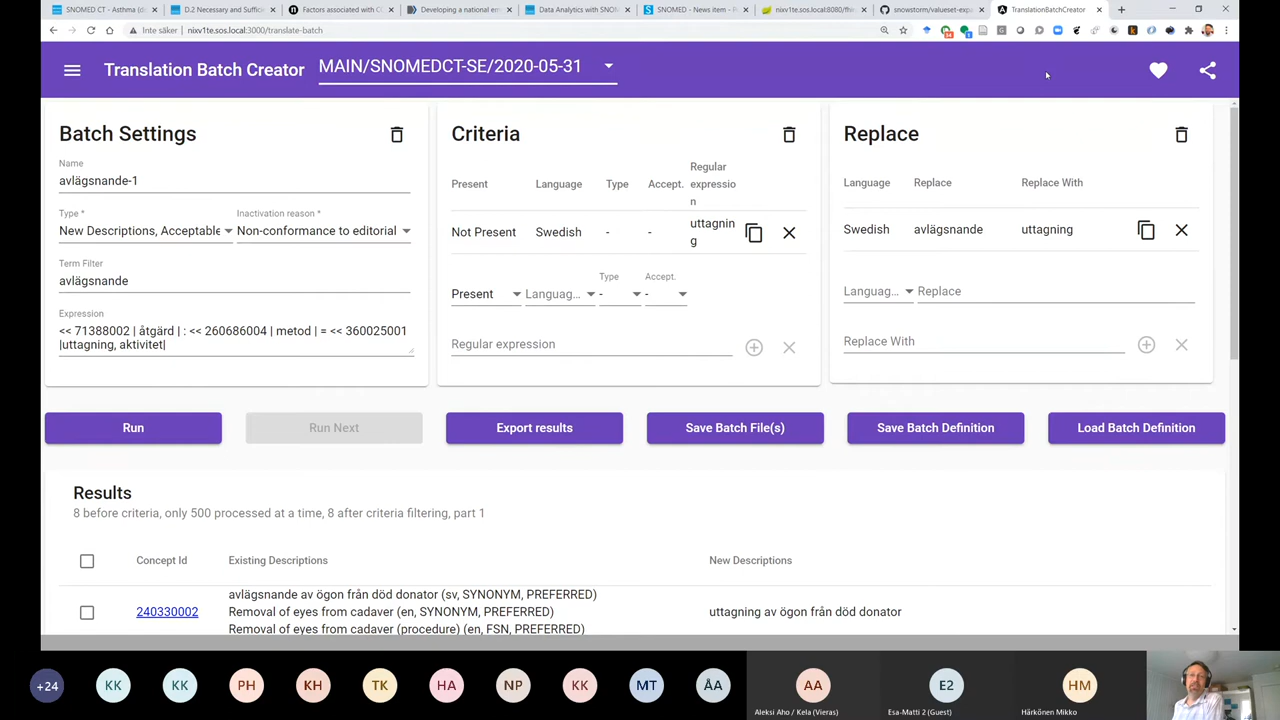 SNOMED CT - Asthma (di
D.2 Necessary and Suffici
Factors associated with C
Developing a national en
Data Analytics with SNO
SNOMED - News item -
nixv1te.sos.local:8080/
snowstorm/valueset-exp
TranslationBatchCreator
Inte säker | nixv1te.sos.local:3000/translate-batch
Translation Batch Creator
MAIN/SNOMEDCT-SE/2020-05-31
Batch Settings
Name
avlägsnande-1
Type *
Inactivation reason *
New Descriptions, Acceptable
Non-conformance to editorial
Term Filter
avlägsnande
Expression
<< 71388002 | åtgärd | : << 260686004 | metod | = << 360025001
|uttagning, aktivitet|
Criteria
Present
Language
Type
Accept.
Regular
expressio
n
Not Present
Swedish
-
-
uttagnin
g
Type
Accept.
Present
Languag...
-
-
Regular expression
Replace
Language
Replace
Replace With
Swedish
avlägsnande
uttagning
Languag...
Replace
Replace With
Run
Run Next
Export results
Save Batch File(s)
Save Batch Definition
Load Batch Definition
Results
8 before criteria, only 500 processed at a time, 8 after criteria filtering, part 1
Concept Id
Existing Descriptions
New Descriptions
240330002
avlägsnande av ögon från död donator (sv, SYNONYM, PREFERRED)
Removal of eyes from cadaver (en, SYNONYM, PREFERRED)
Removal of eyes from cadaver (procedure) (en, FSN, PREFERRED)
uttagning av ögon från död donator
+24
KK
KK
PH
KH
TK
HA
NP
KK
MT
ÅA
AA
Aleksi Aho / Kela (Vieras)
E2
Esa-Matti 2 (Guest)
HM
Härkönen Mikko